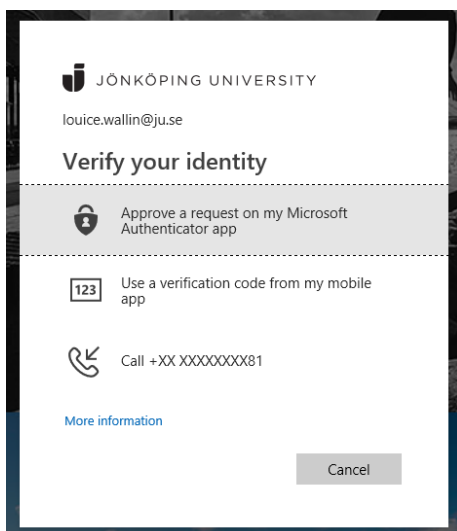 JÖNKÖPING UNIVERSITY
louice.wallin@ju.se
Verify your identity
Approve a request on my Microsoft
Authenticator app
123
Use a verification code from my mobile
app
Call +XX XXXXXXXX81
More information
Cancel